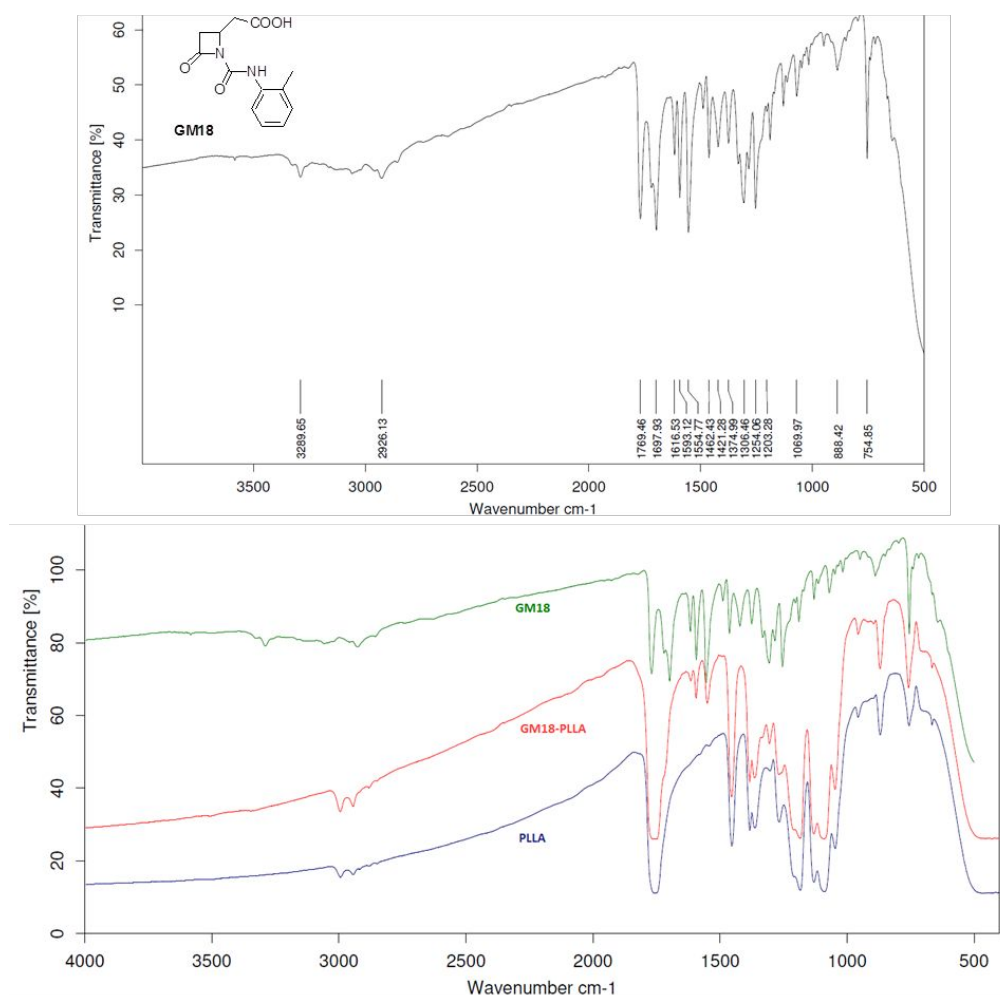 COOH
O
N
NH
O
GM18
Transmittance [%]
60
50
40
30
20
10
3289.65
2926.13
1769.46
1697.93
1616.53
1593.12
1554.77
1462.43
1421.28
1374.99
1306.46
1254.06
1203.28
1069.97
888.42
754.85
3500 3000 2500 2000 1500 1000 500
Wavenumber cm-1
Transmittance [%]
100
80
60
40
20
0
GM18
GM18-PLLA
PLLA
4000 3500 3000 2500 2000 1500 1000 500
Wavenumber cm-1